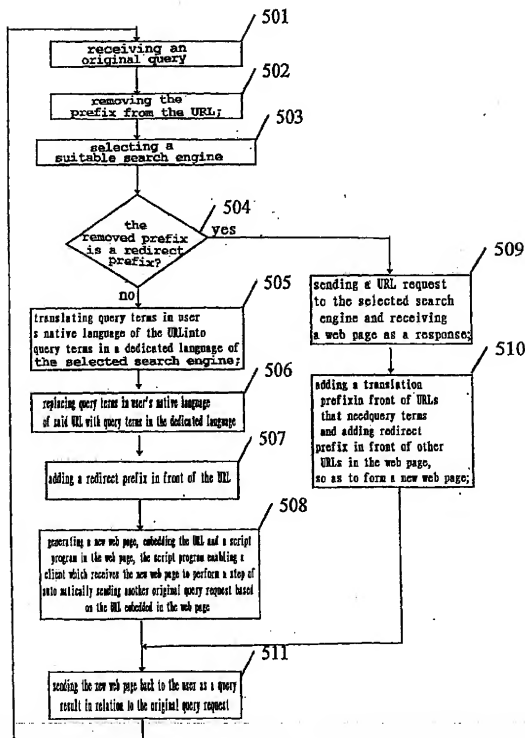 501
receiving an
original query
502
removing the
prefix from the URL;
503
selecting a
suitable search engine
504
the
removed prefix
is a redirect
prefix?
yes
no
505
translating query terms in user
s native language of the URLinto
query terms in a dedicated language of
the selected search engine;
506
replacing query terms in user's native language
of said URL with query terms in the dedicated language
507
adding a redirect prefix in front of the URL
508
generating a new web page, embedding the URL and a script
program in the web page, the script program enabling a
client which receives the new web page to perform a step of
auto matically sending another original query request based
on the URL embedded in the web page
509
sending a URL request
to the selected search
engine and receiving
a web page as a response;
510
adding a translation
prefixin front of URLs
that needquery terms
and adding redirect
prefix in front of other
URLs in the web page,
so as to form a new web page;
511
sending the new web page back to the user as a query
result in relation to the original query request